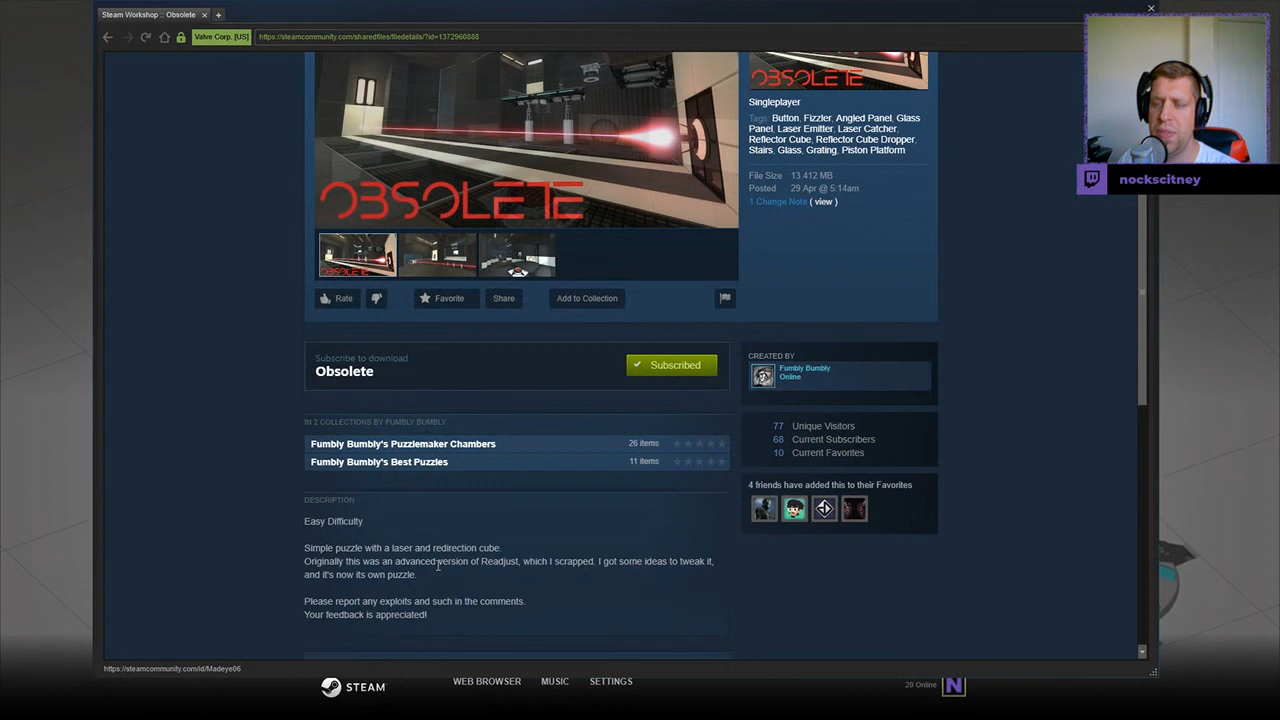 Steam Workshop :: Obsolete
Valve Corp. [US]
https://steamcommunity.com/sharedfiles/filedetails/?id=1372960888
OBSOLETE
OBSOLETE
Singleplayer
Tags: Button, Fizzler, Angled Panel, Glass
Panel, Laser Emitter, Laser Catcher,
Reflector Cube, Reflector Cube Dropper,
Stairs, Glass, Grating, Piston Platform
File Size 13.412 MB
Posted 29 Apr @ 5:14am
1 Change Note ( view )
nockscitney
OBSOLETE
Rate
Favorite
Share
Add to Collection
Subscribe to download
Obsolete
Subscribed
CREATED BY
Fumbly Bumbly
Online
IN 2 COLLECTIONS BY FUMBLY BUMBLY
Fumbly Bumbly's Puzzlemaker Chambers 26 items
Fumbly Bumbly's Best Puzzles 11 items
77 Unique Visitors
68 Current Subscribers
10 Current Favorites
4 friends have added this to their Favorites
DESCRIPTION
Easy Difficulty
Simple puzzle with a laser and redirection cube.
Originally this was an advanced version of Readjust, which I scrapped. I got some ideas to tweak it,
and it's now its own puzzle.
Please report any exploits and such in the comments.
Your feedback is appreciated!
https://steamcommunity.com/id/Madeye06
STEAM
WEB BROWSER
MUSIC
SETTINGS
20 Online
N